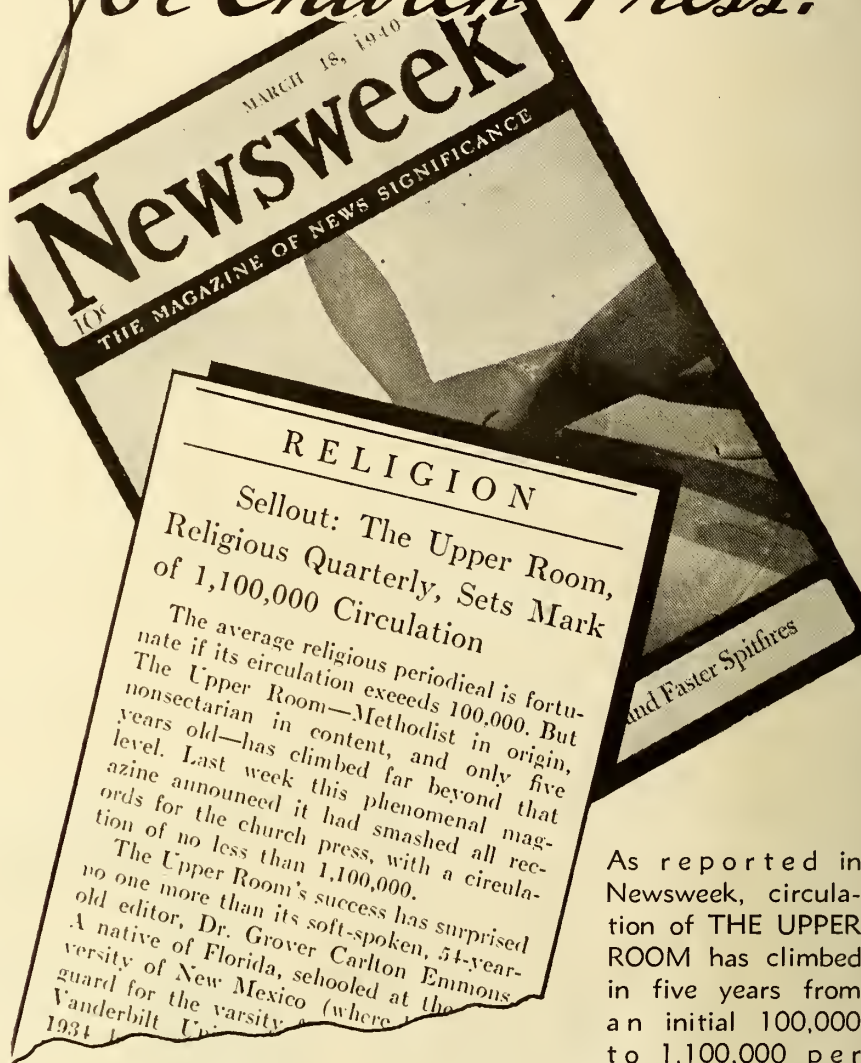 for Church Press.
MARCH 18, 1940
Newsweek
10¢
THE MAGAZINE OF NEWS SIGNIFICANCE
and Faster Spitfires
RELIGION
Sellout: The Upper Room,
Religious Quarterly, Sets Mark
of 1,100,000 Circulation
The average religious periodical is fortu-
nate if its circulation exceeds 100,000. But
The Upper Room—Methodist in origin,
nonsectarian in content, and only five
years old—has climbed far beyond that
level. Last week this phenomenal mag-
azine announced it had smashed all rec-
ords for the church press, with a circula-
tion of no less than 1,100,000.
The Upper Room's success has surprised
no one more than its soft-spoken, 54-year-
old editor, Dr. Grover Carlton Emmons.
A native of Florida, schooled at the
versity of New Mexico (where
guard for the varsity
Vanderbilt
1934
As reported in
Newsweek, circula-
tion of THE UPPER
ROOM has climbed
in five years from
an initial 100,000
to 1,100,000 per